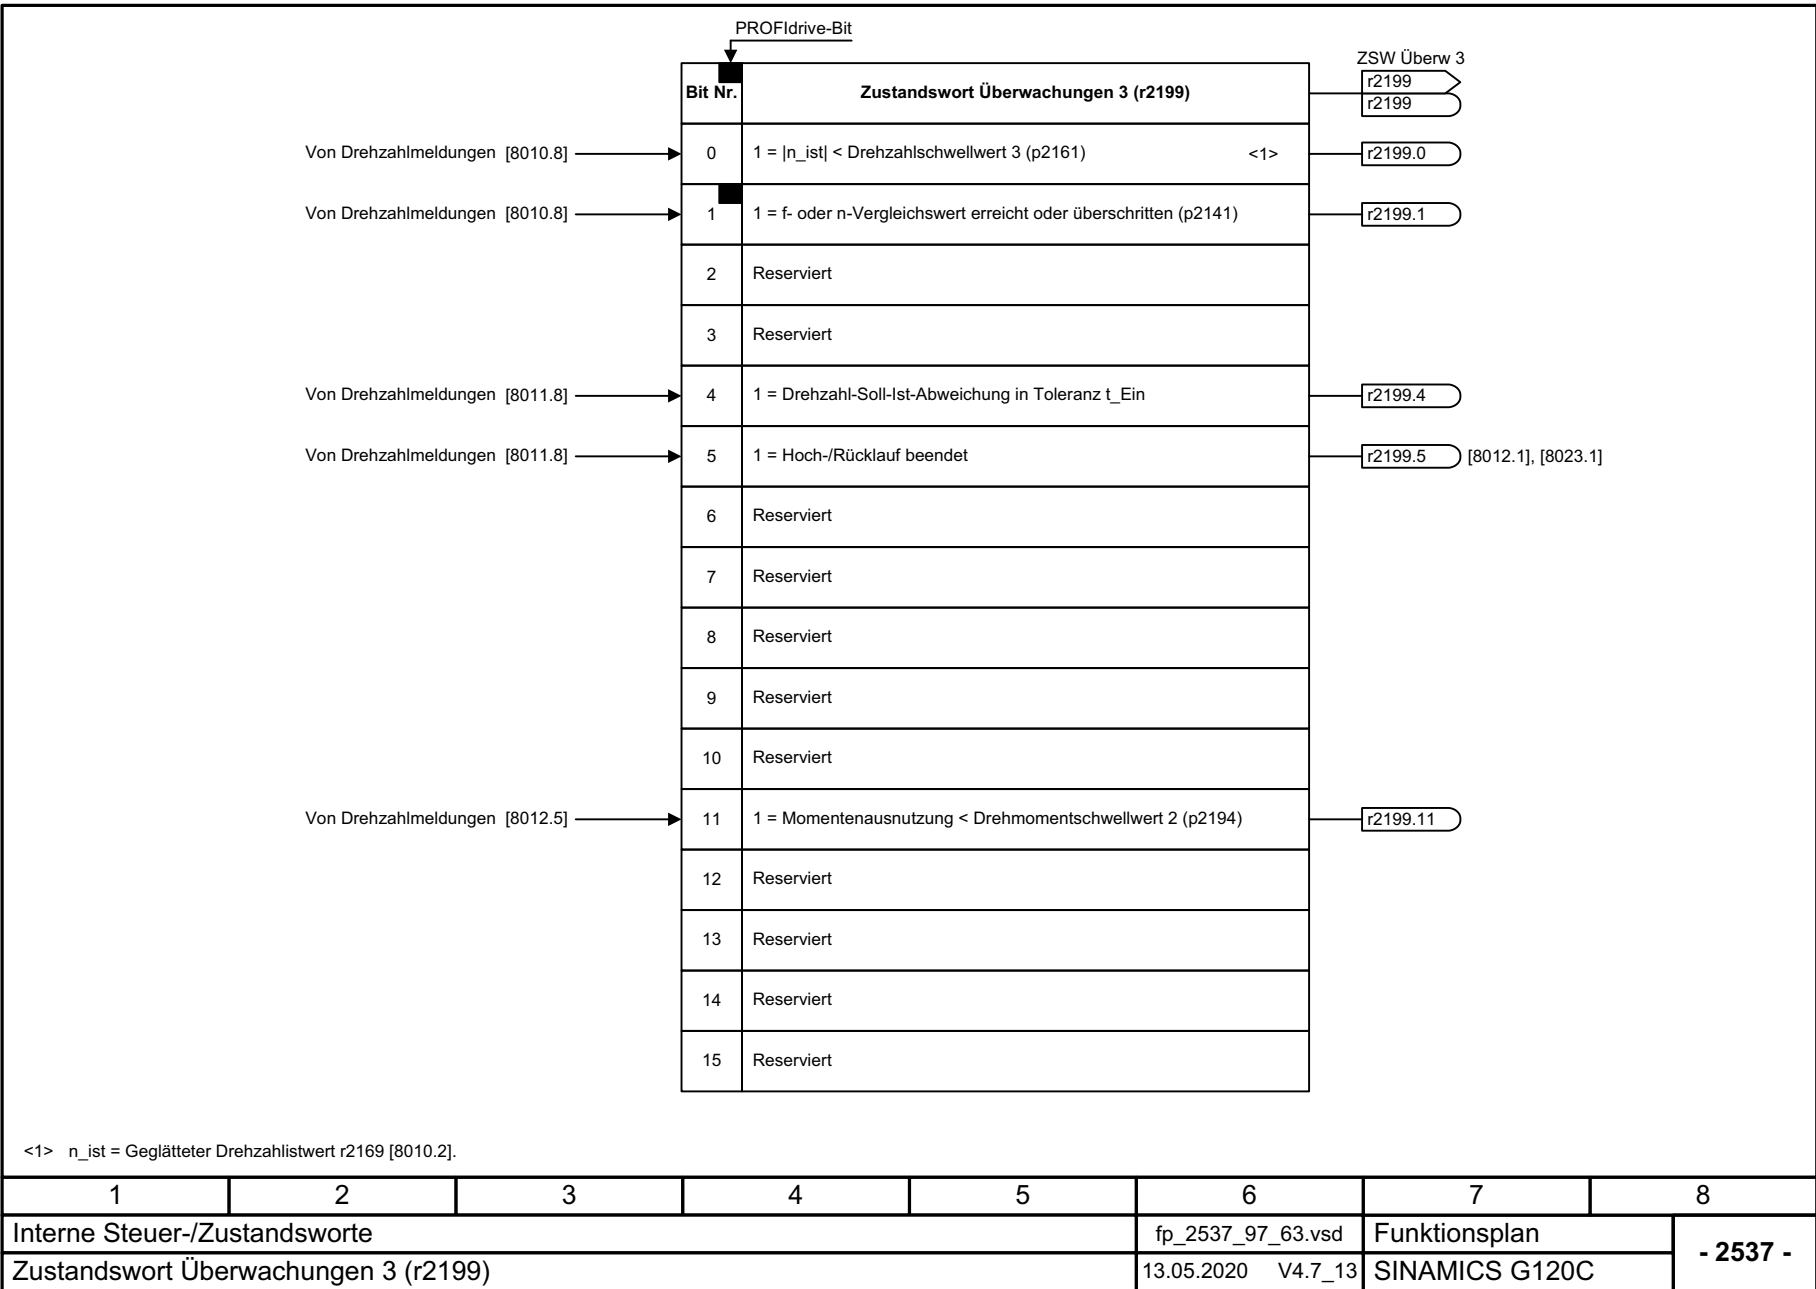 PROFIdrive-Bit
ZSW Überw 3
Bit Nr. Zustandswort Überwachungen 3 (r2199) r2199
r2199
Von Drehzahlmeldungen [8010.8] 0 1 = |n_ist| < Drehzahlschwellwert 3 (p2161) <1> r2199.0
Von Drehzahlmeldungen [8010.8] 1 1 = f- oder n-Vergleichswert erreicht oder überschritten (p2141) r2199.1
2 Reserviert
3 Reserviert
Von Drehzahlmeldungen [8011.8] 4 1 = Drehzahl-Soll-Ist-Abweichung in Toleranz t_Ein r2199.4
Von Drehzahlmeldungen [8011.8] 5 1 = Hoch-/Rücklauf beendet r2199.5 [8012.1], [8023.1]
6 Reserviert
7 Reserviert
8 Reserviert
9 Reserviert
10 Reserviert
Von Drehzahlmeldungen [8012.5] 11 1 = Momentenausnutzung < Drehmomentschwellwert 2 (p2194) r2199.11
12 Reserviert
13 Reserviert
14 Reserviert
15 Reserviert
<1> n_ist = Geglätteter Drehzahlistwert r2169 [8010.2].
1 2 3 4 5 6 7 8
Interne Steuer-/Zustandsworte fp_2537_97_63.vsd Funktionsplan - 2537 -
Zustandswort Überwachungen 3 (r2199) 13.05.2020 V4.7_13 SINAMICS G120C